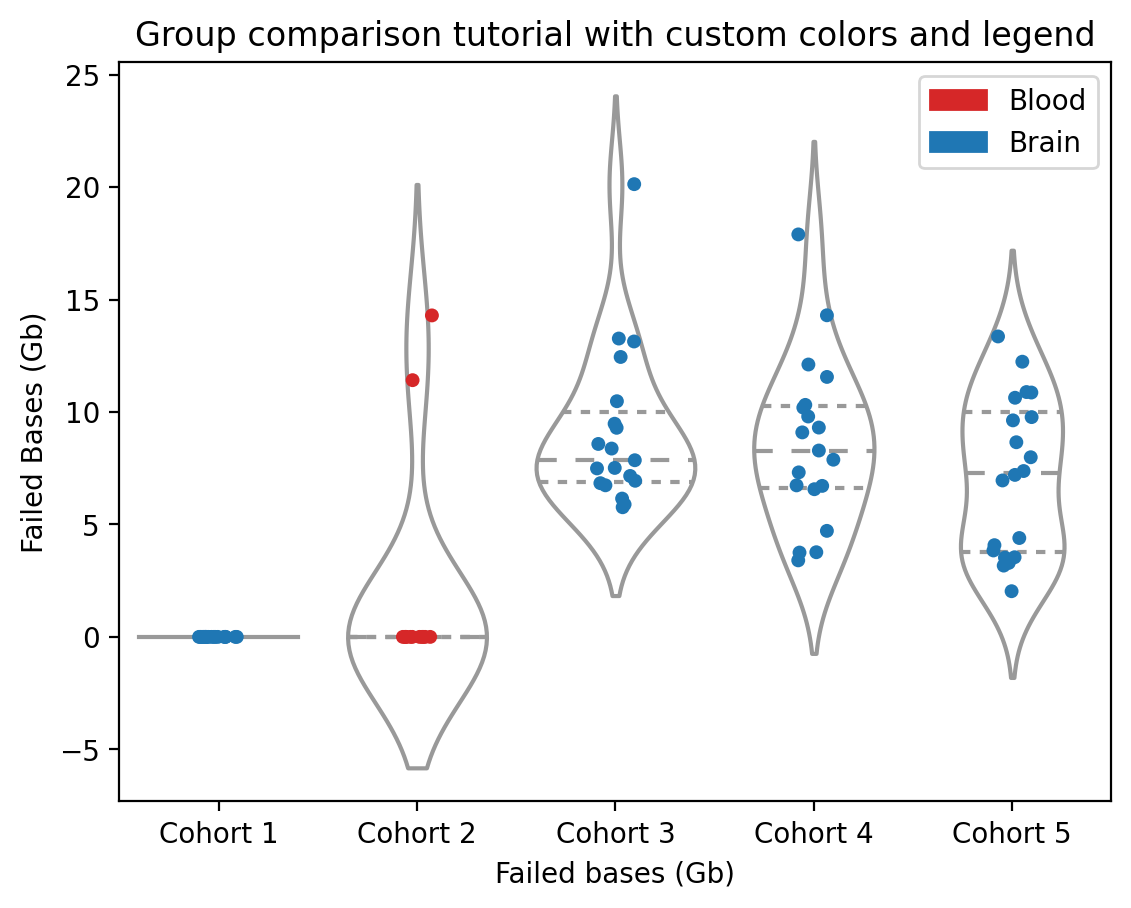 Group comparison tutorial with custom colors and legend
Blood
Brain
Failed Bases (Gb)
25
20
15
10
5
0
−5
Cohort 1
Cohort 2
Cohort 3
Cohort 4
Cohort 5
Failed bases (Gb)